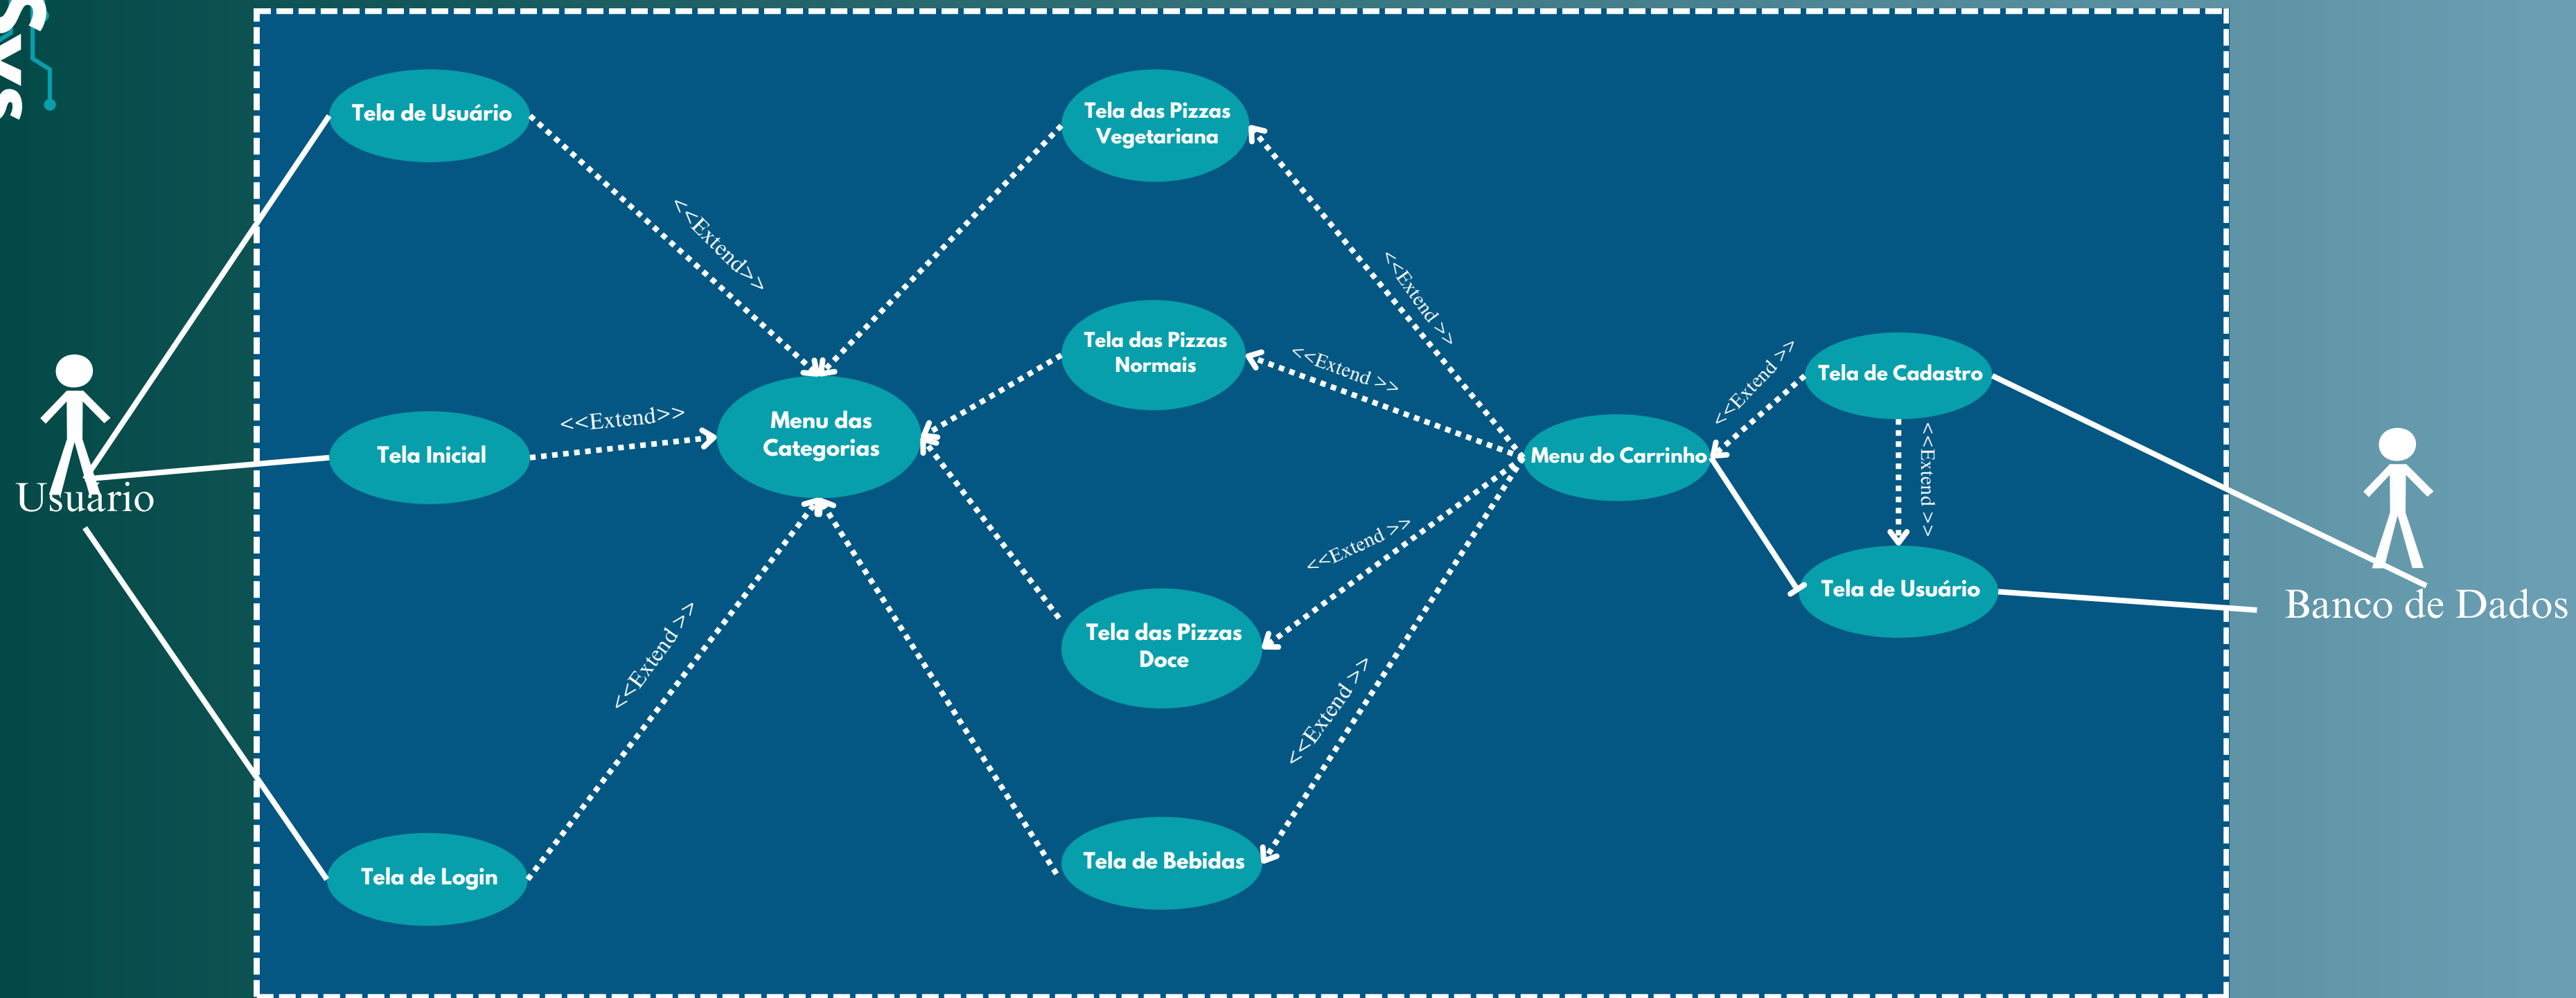 Tela de Usuário
Tela das Pizzas
Vegetariana
<<Extend>>
<<Extend >>
Tela das Pizzas
Normais
<<Extend >>
<<Extend >>
Tela de Cadastro
<<Extend>>
Menu das
Categorias
Tela Inicial
Menu do Carrinho
<<Extend >>
Usuário
<<Extend >>
Tela de Usuário
Banco de Dados
<<Extend >>
Tela das Pizzas
Doce
<<Extend >>
Tela de Login
Tela de Bebidas